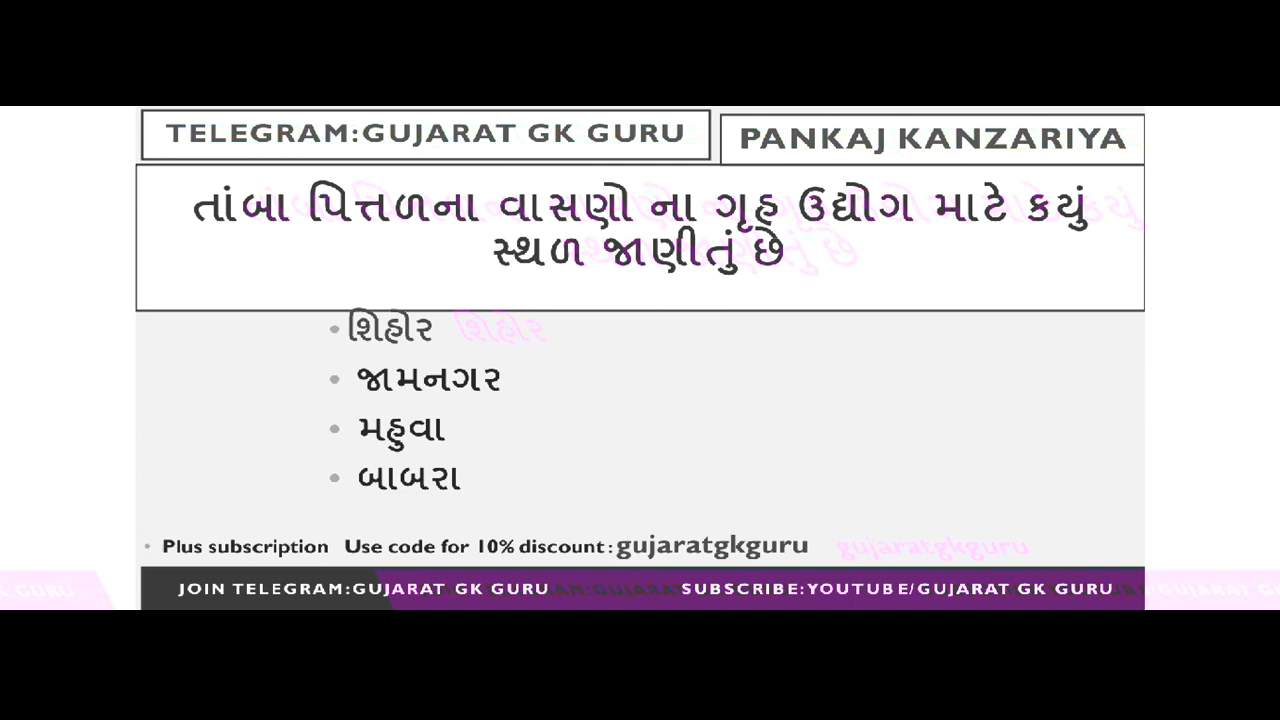 TELEGRAM:GUJARAT GK GURU
PANKAJ KANZARIYA
તાંબા પિત્તળના વાસણો ના ગૃહ ઉદ્યોગ માટે કયું
સ્થળ જાણીતું છે
• શિહોર
• જામનગર
• મહુવા
• બાબરા
• Plus subscription Use code for 10% discount : gujaratgkguru
JOIN TELEGRAM:GUJARAT GK GURU
SUBSCRIBE:YOUTUBE/GUJARAT GK GURU